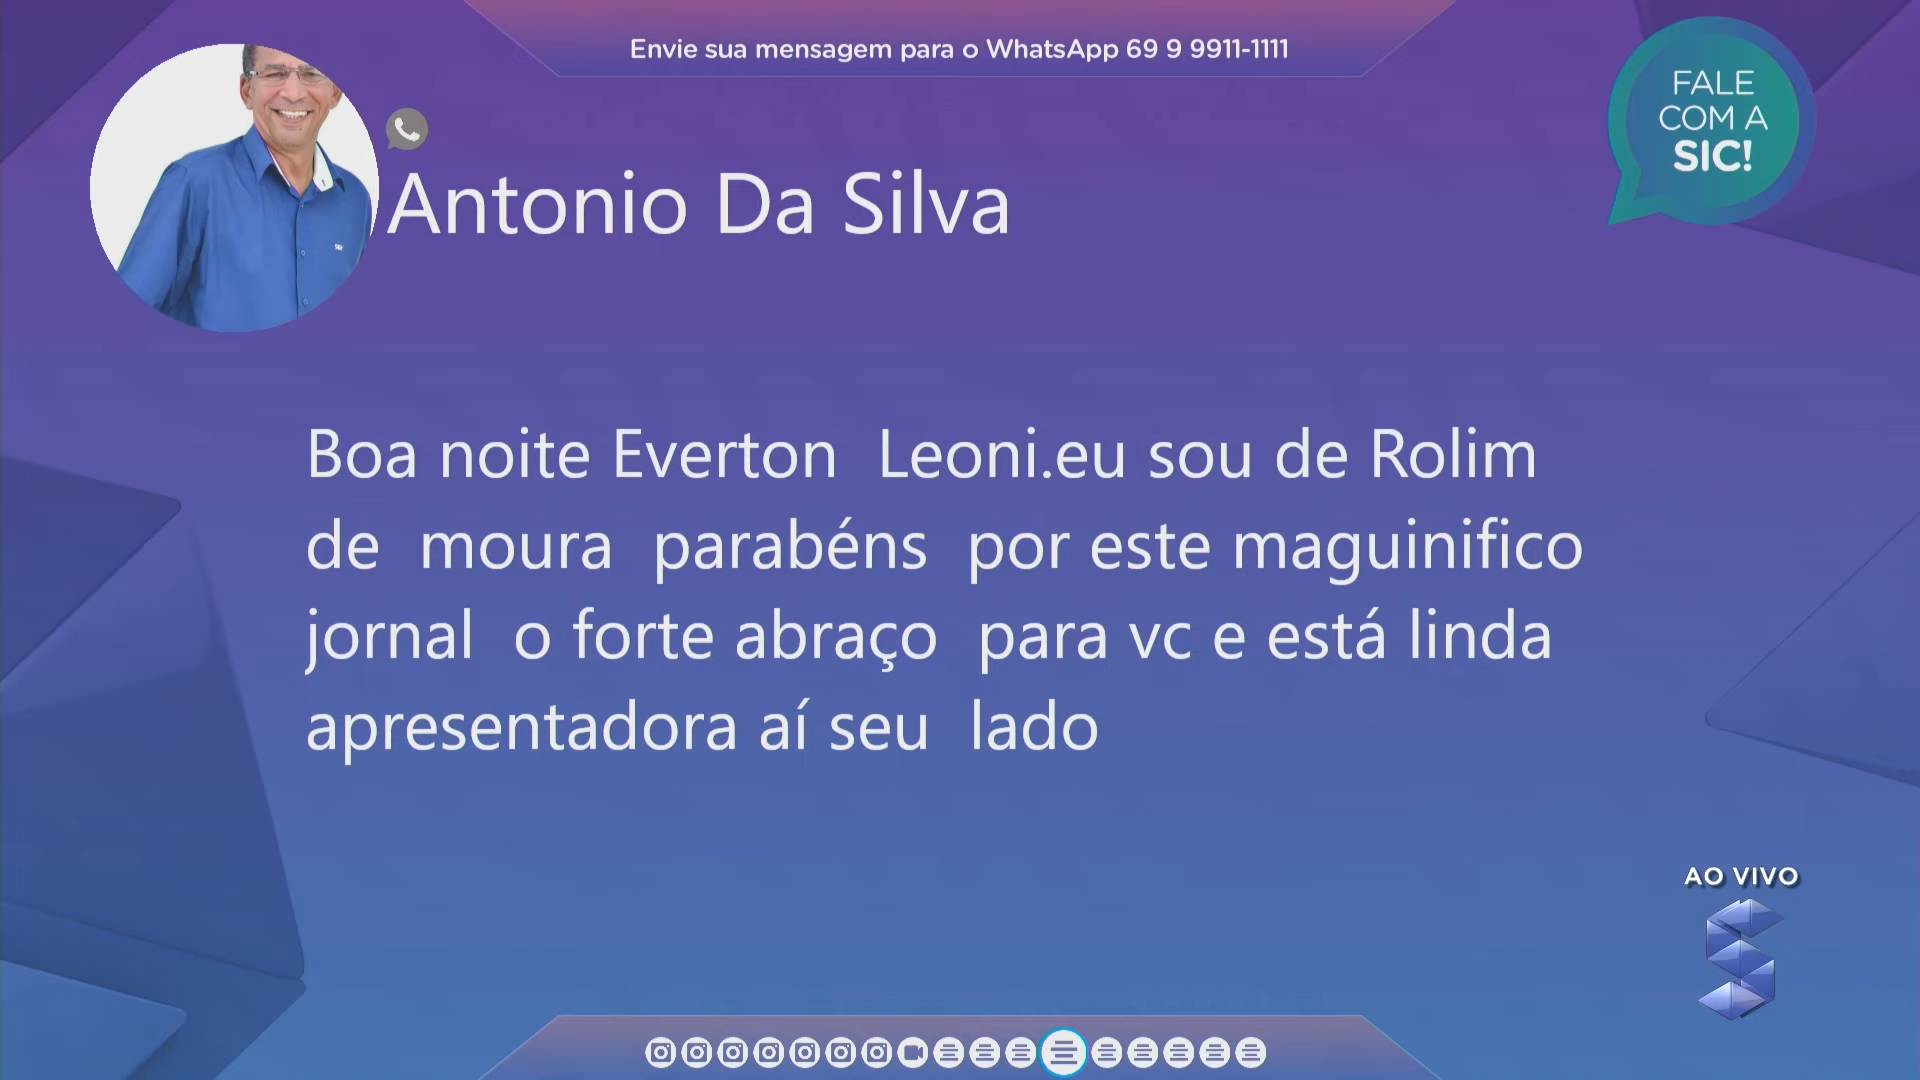 Envie sua mensagem para o WhatsApp 69 9 9911-1111
FALE
COM A
SIC!
Antonio Da Silva
Boa noite Everton  Leoni.eu sou de Rolim
de  moura  parabéns  por este maguinifico
jornal  o forte abraço  para vc e está linda
apresentadora aí seu  lado
AO VIVO